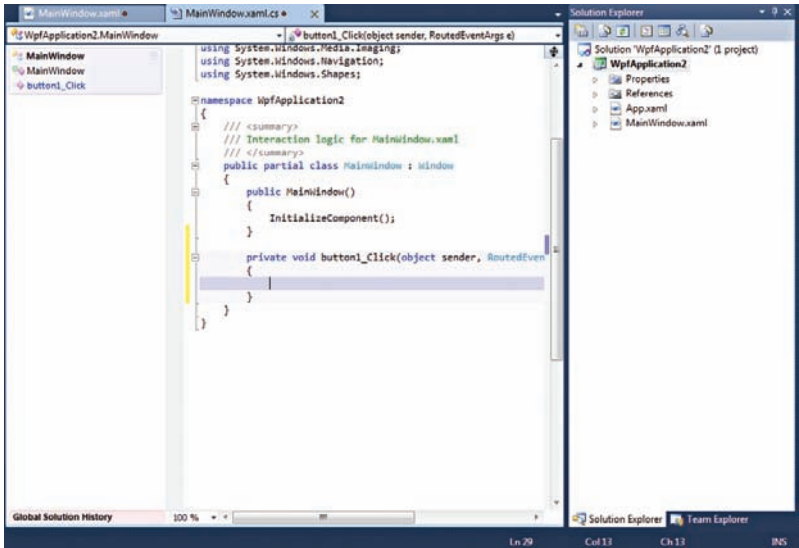 MainWindow.xaml
MainWindow.xaml.cs
WpfApplication2.MainWindow
button1_Click(object sender, RoutedEventArgs e)
MainWindow
MainWindow
button1_Click
using System.Windows.Media.Imaging;
using System.Windows.Navigation;
using System.Windows.Shapes;
namespace WpfApplication2
{
/// <summary>
/// Interaction logic for MainWindow.xaml
/// </summary>
public partial class MainWindow : Window
{
public MainWindow()
{
InitializeComponent();
}
private void button1_Click(object sender, RoutedEven
{
}
}
}
Global Solution History
100 %
Solution Explorer
Solution 'WpfApplication2' (1 project)
WpfApplication2
Properties
References
App.xaml
MainWindow.xaml
Solution Explorer
Team Explorer
Ln 29
Col 13
Ch 13
INS